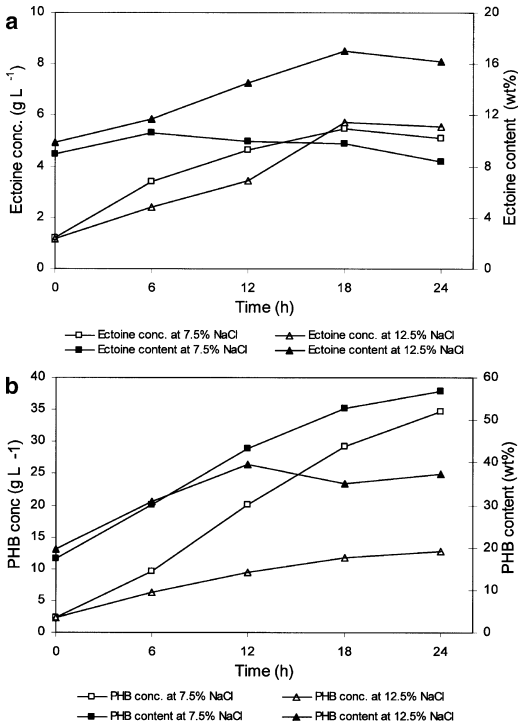 a
Ectoine conc. (g L -1)
10
8
6
4
2
0
Ectoine content (wt%)
20
16
12
8
4
0
0 6 12 18 24
Time (h)
Ectoine conc. at 7.5% NaCl Ectoine conc. at 12.5% NaCl
Ectoine content at 7.5% NaCl Ectoine content at 12.5% NaCl
b
PHB conc (g L -1)
40
35
30
25
20
15
10
5
0
PHB content (wt%)
60
50
40
30
20
10
0
0 6 12 18 24
Time (h)
PHB conc. at 7.5% NaCl PHB conc. at 12.5% NaCl
PHB content at 7.5% NaCl PHB content at 12.5% NaCl